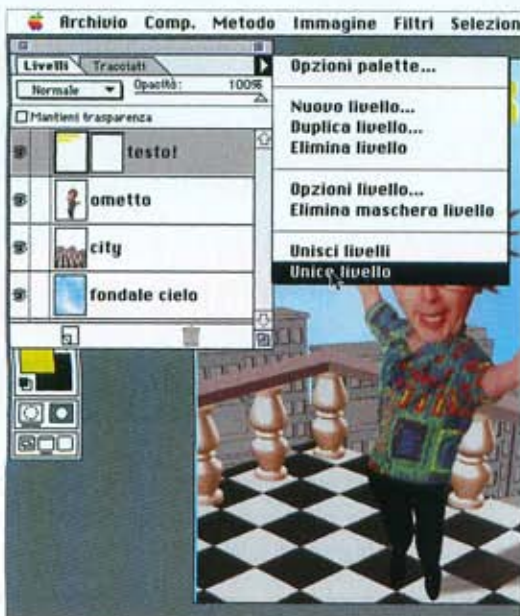 Archivio Comp. Metodo Immagine Filtri Selezion
Livelli Tracciati
Normale Opacità: 100%
Mantieni trasparenza
testo!
ometto
city
fondale cielo
Opzioni palette...
Nuovo livello...
Duplica livello...
Elimina livello
Opzioni livello...
Elimina maschera livello
Unisci livelli
Unice livello